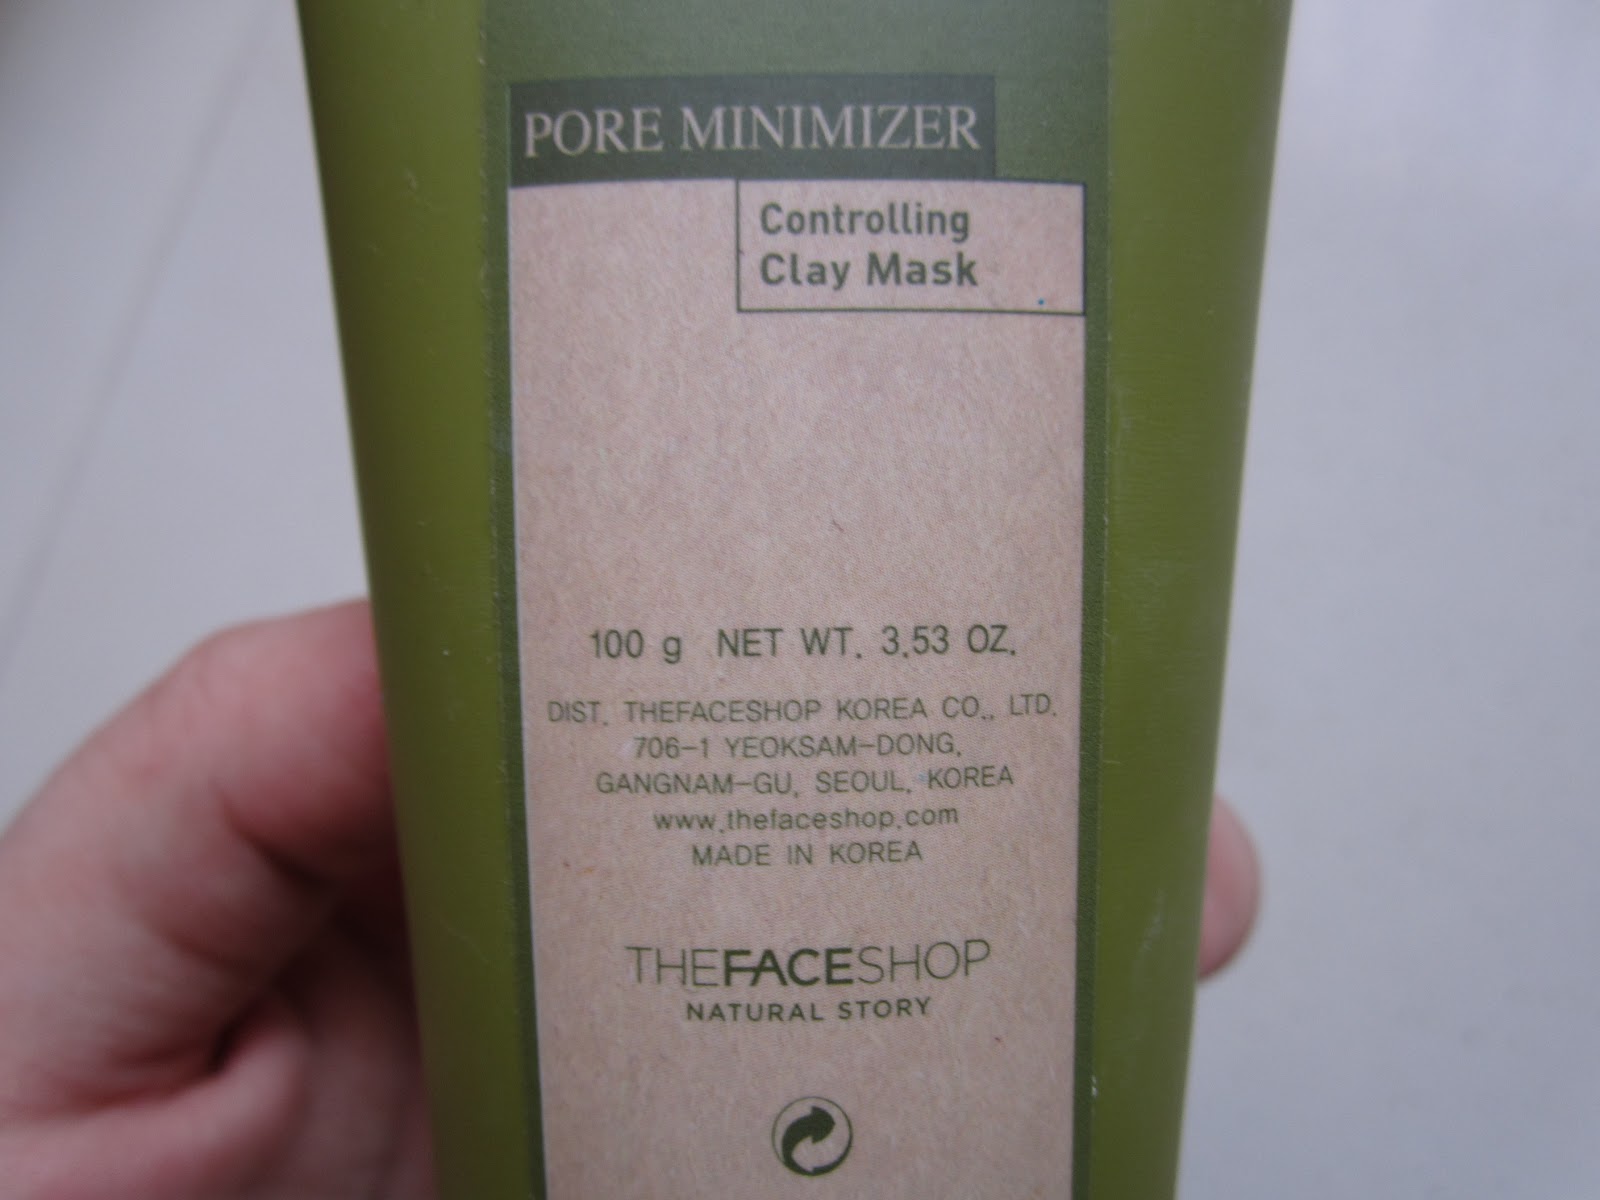 PORE MINIMIZER
Controlling
Clay Mask
100 g NET WT. 3.53 OZ.
DIST. THEFACESHOP KOREA CO., LTD.
706-1 YEOKSAM-DONG,
GANGNAM-GU, SEOUL, KOREA
www.thefaceshop.com
MADE IN KOREA
THEFACESHOP
NATURAL STORY